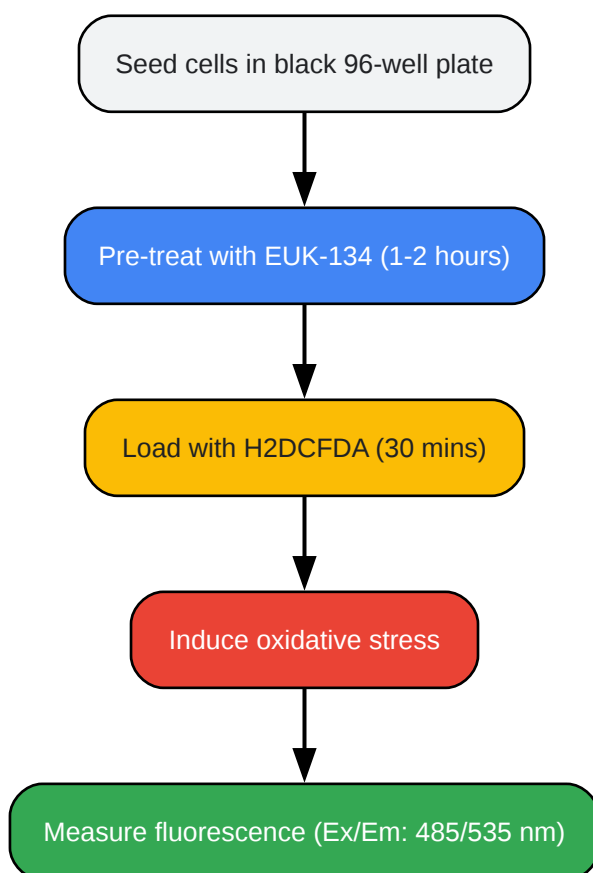 Seed cells in black 96-well plate
Pre-treat with EUK-134 (1-2 hours)
Load with H2DCFDA (30 mins)
Induce oxidative stress
Measure fluorescence (Ex/Em: 485/535 nm)